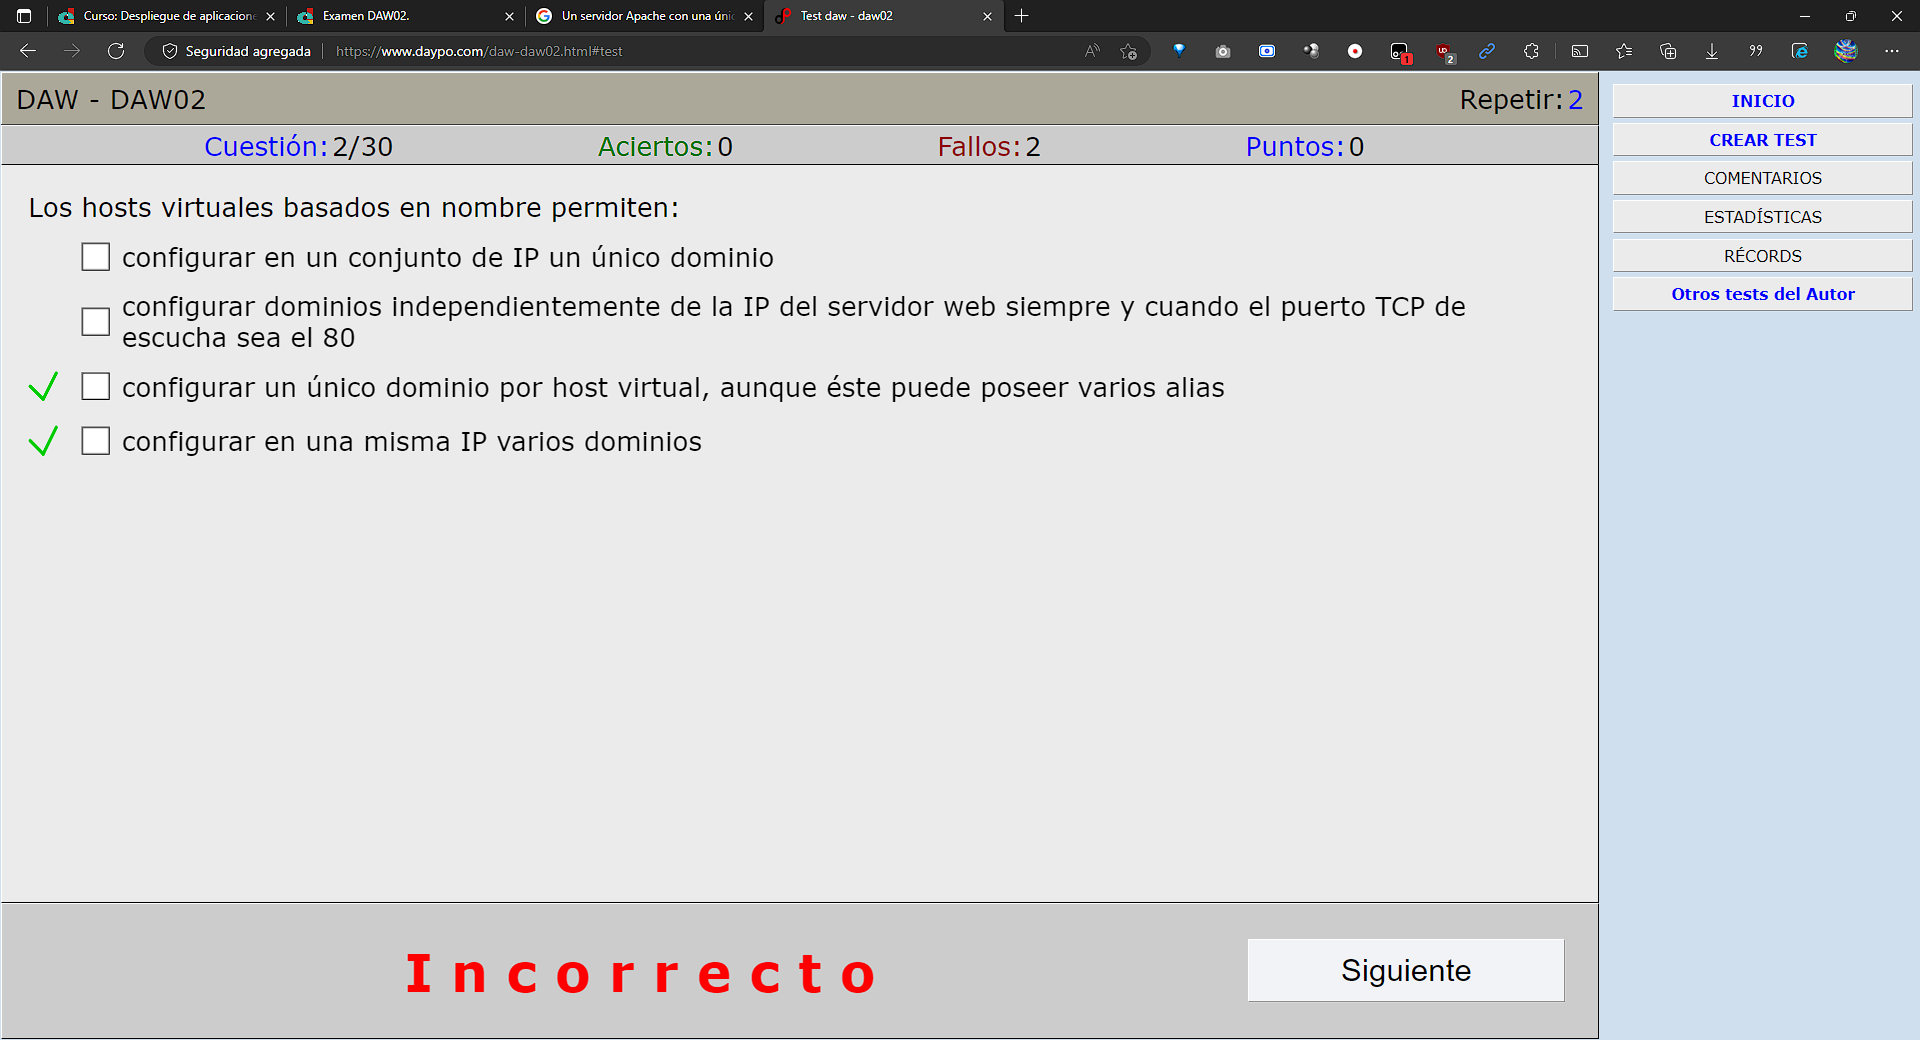 Curso: Despliegue de aplicacione
Examen DAW02.
Un servidor Apache con una únic
Test daw - daw02
Seguridad agregada
https://www.daypo.com/daw-daw02.html#test
1
2
DAW - DAW02
Repetir: 2
Cuestión: 2/30
Aciertos: 0
Fallos: 2
Puntos: 0
Los hosts virtuales basados en nombre permiten:
configurar en un conjunto de IP un único dominio
configurar dominios independientemente de la IP del servidor web siempre y cuando el puerto TCP de
escucha sea el 80
configurar un único dominio por host virtual, aunque éste puede poseer varios alias
configurar en una misma IP varios dominios
Incorrecto
Siguiente
INICIO
CREAR TEST
COMENTARIOS
ESTADÍSTICAS
RÉCORDS
Otros tests del Autor